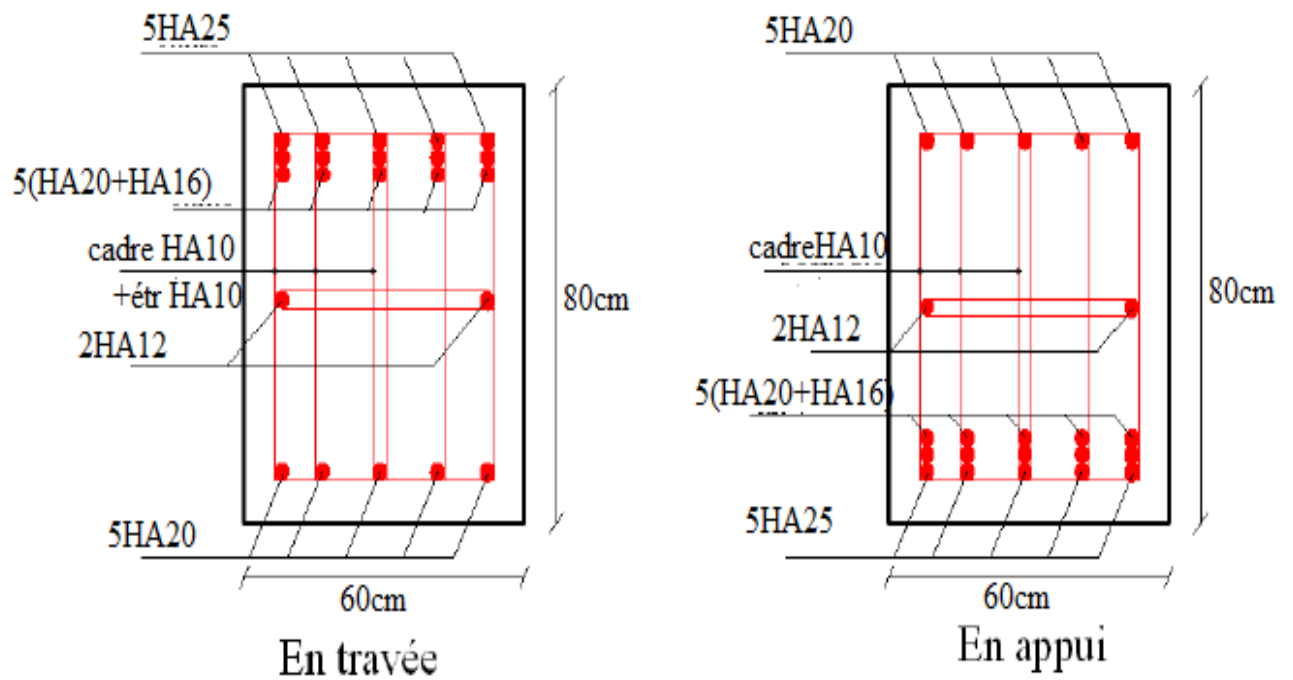 5HA25
5(HA20+HA16)
cadre HA10
+étr HA10
2HA12
5HA20
80cm
60cm
En travée
5HA20
cadreHA10
2HA12
5(HA20+HA16)
5HA25
80cm
60cm
En appui